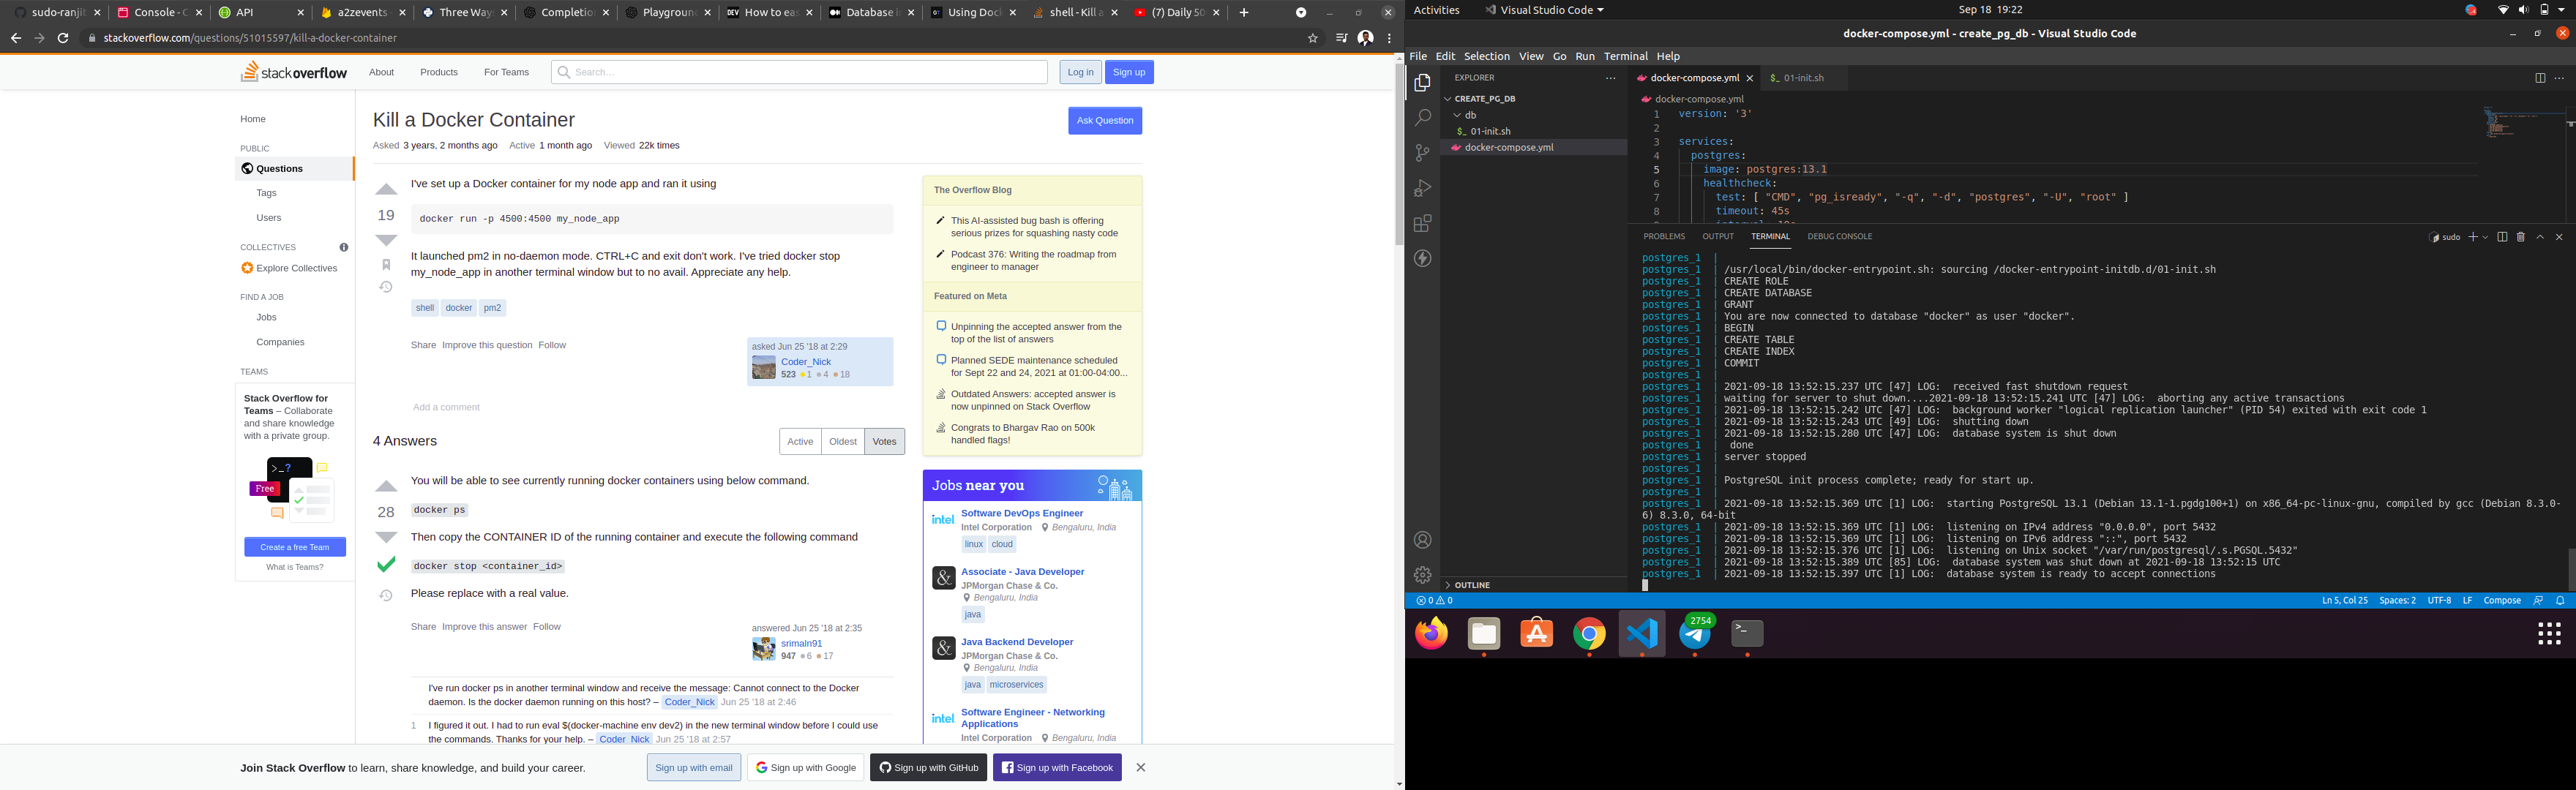 sudo-ranjit
Console - C
API
a2zevents -
Three Way
Completio
Playgroun
How to eas
Database i
Using Doc
shell - Kill a
(7) Daily 50
stackoverflow.com/questions/51015597/kill-a-docker-container
stackoverflow
About
Products
For Teams
Search...
Log in
Sign up
Home
PUBLIC
Questions
Tags
Users
COLLECTIVES
Explore Collectives
FIND A JOB
Jobs
Companies
TEAMS
Stack Overflow for
Teams – Collaborate
and share knowledge
with a private group.
>_?
Free
Create a free Team
What is Teams?
Kill a Docker Container
Ask Question
Asked 3 years, 2 months ago Active 1 month ago Viewed 22k times
19
I've set up a Docker container for my node app and ran it using
docker run -p 4500:4500 my_node_app
It launched pm2 in no-daemon mode. CTRL+C and exit don't work. I've tried docker stop
my_node_app in another terminal window but to no avail. Appreciate any help.
shell docker pm2
Share Improve this question Follow
asked Jun 25 '18 at 2:29
Coder_Nick
523 1 4 18
Add a comment
4 Answers
Active Oldest Votes
28
You will be able to see currently running docker containers using below command.
docker ps
Then copy the CONTAINER ID of the running container and execute the following command
docker stop <container_id>
Please replace with a real value.
Share Improve this answer Follow
answered Jun 25 '18 at 2:35
srimaln91
947 6 17
I've run docker ps in another terminal window and receive the message: Cannot connect to the Docker
daemon. Is the docker daemon running on this host? – Coder_Nick Jun 25 '18 at 2:46
1 I figured it out. I had to run eval $(docker-machine env dev2) in the new terminal window before I could use
the commands. Thanks for your help. – Coder_Nick Jun 25 '18 at 2:57
The Overflow Blog
This AI-assisted bug bash is offering
serious prizes for squashing nasty code
Podcast 376: Writing the roadmap from
engineer to manager
Featured on Meta
Unpinning the accepted answer from the
top of the list of answers
Planned SEDE maintenance scheduled
for Sept 22 and 24, 2021 at 01:00-04:00...
Outdated Answers: accepted answer is
now unpinned on Stack Overflow
Congrats to Bhargav Rao on 500k
handled flags!
Jobs near you
intel
Software DevOps Engineer
Intel Corporation Bengaluru, India
linux cloud
&
Associate - Java Developer
JPMorgan Chase & Co.
Bengaluru, India
java
&
Java Backend Developer
JPMorgan Chase & Co.
Bengaluru, India
java microservices
intel
Software Engineer - Networking
Applications
Intel Corporation Bengaluru, India
Join Stack Overflow to learn, share knowledge, and build your career.
Sign up with email
Sign up with Google
Sign up with GitHub
Sign up with Facebook
Activities
Visual Studio Code
Sep 18 19:22
docker-compose.yml - create_pg_db - Visual Studio Code
File Edit Selection View Go Run Terminal Help
EXPLORER
CREATE_PG_DB
db
$_ 01-init.sh
docker-compose.yml
OUTLINE
docker-compose.yml
$_ 01-init.sh
docker-compose.yml
1 version: '3'
2
3 services:
4 postgres:
5 image: postgres:13.1
6 healthcheck:
7 test: [ "CMD", "pg_isready", "-q", "-d", "postgres", "-U", "root" ]
8 timeout: 45s
PROBLEMS OUTPUT TERMINAL DEBUG CONSOLE
sudo
postgres_1 |
postgres_1 | /usr/local/bin/docker-entrypoint.sh: sourcing /docker-entrypoint-initdb.d/01-init.sh
postgres_1 | CREATE ROLE
postgres_1 | CREATE DATABASE
postgres_1 | GRANT
postgres_1 | You are now connected to database "docker" as user "docker".
postgres_1 | BEGIN
postgres_1 | CREATE TABLE
postgres_1 | CREATE INDEX
postgres_1 | COMMIT
postgres_1 |
postgres_1 | 2021-09-18 13:52:15.237 UTC [47] LOG: received fast shutdown request
postgres_1 | waiting for server to shut down....2021-09-18 13:52:15.241 UTC [47] LOG: aborting any active transactions
postgres_1 | 2021-09-18 13:52:15.242 UTC [47] LOG: background worker "logical replication launcher" (PID 54) exited with exit code 1
postgres_1 | 2021-09-18 13:52:15.243 UTC [49] LOG: shutting down
postgres_1 | 2021-09-18 13:52:15.280 UTC [47] LOG: database system is shut down
postgres_1 | done
postgres_1 | server stopped
postgres_1 |
postgres_1 | PostgreSQL init process complete; ready for start up.
postgres_1 |
postgres_1 | 2021-09-18 13:52:15.369 UTC [1] LOG: starting PostgreSQL 13.1 (Debian 13.1-1.pgdg100+1) on x86_64-pc-linux-gnu, compiled by gcc (Debian 8.3.0-
6) 8.3.0, 64-bit
postgres_1 | 2021-09-18 13:52:15.369 UTC [1] LOG: listening on IPv4 address "0.0.0.0", port 5432
postgres_1 | 2021-09-18 13:52:15.369 UTC [1] LOG: listening on IPv6 address "::", port 5432
postgres_1 | 2021-09-18 13:52:15.376 UTC [1] LOG: listening on Unix socket "/var/run/postgresql/.s.PGSQL.5432"
postgres_1 | 2021-09-18 13:52:15.389 UTC [85] LOG: database system was shut down at 2021-09-18 13:52:15 UTC
postgres_1 | 2021-09-18 13:52:15.397 UTC [1] LOG: database system is ready to accept connections
0 0
Ln 5, Col 25 Spaces: 2 UTF-8 LF Compose
2754